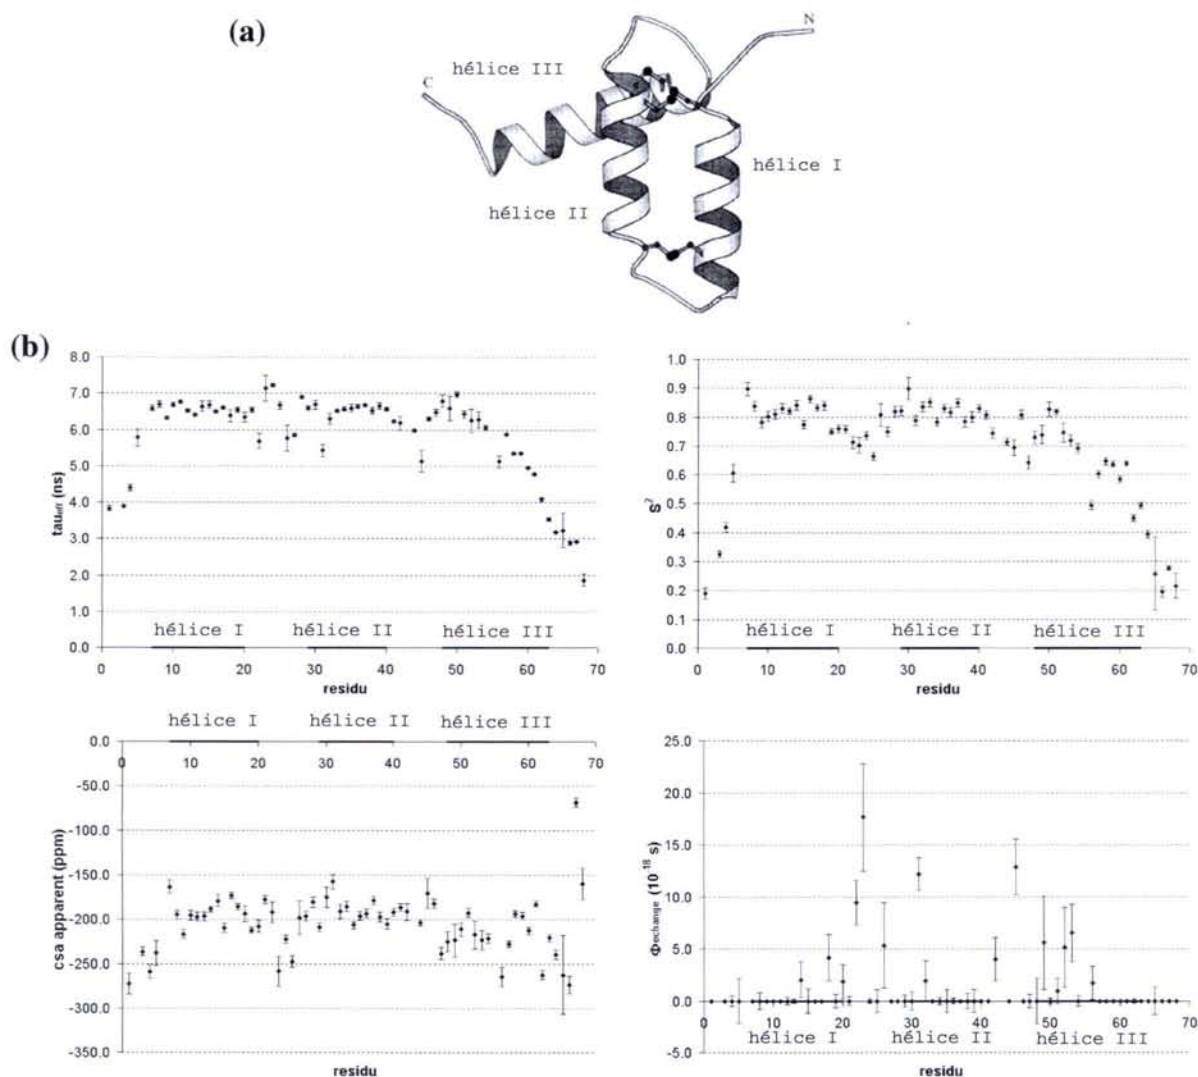 (a)
N
hélice III
C
hélice I
hélice II
(b)
8.0
7.0
6.0
5.0
4.0
3.0
2.0
1.0
0.0
tau eff (ns)
hélice I hélice II hélice III
0 10 20 30 40 50 60 70
residu
1.0
0.9
0.8
0.7
0.6
0.5
0.4
0.3
0.2
0.1
0
S²
hélice I hélice II hélice III
0 10 20 30 40 50 60 70
residu
hélice I hélice II hélice III
0.0
-50.0
-100.0
-150.0
-200.0
-250.0
-300.0
-350.0
csa apparent (ppm)
0 10 20 30 40 50 60 70
residu
25.0
20.0
15.0
10.0
5.0
0.0
-5.0
Φechange (10 18 s)
0 10 20 30 40 50 60 70
hélice I hélice II hélice III
residu